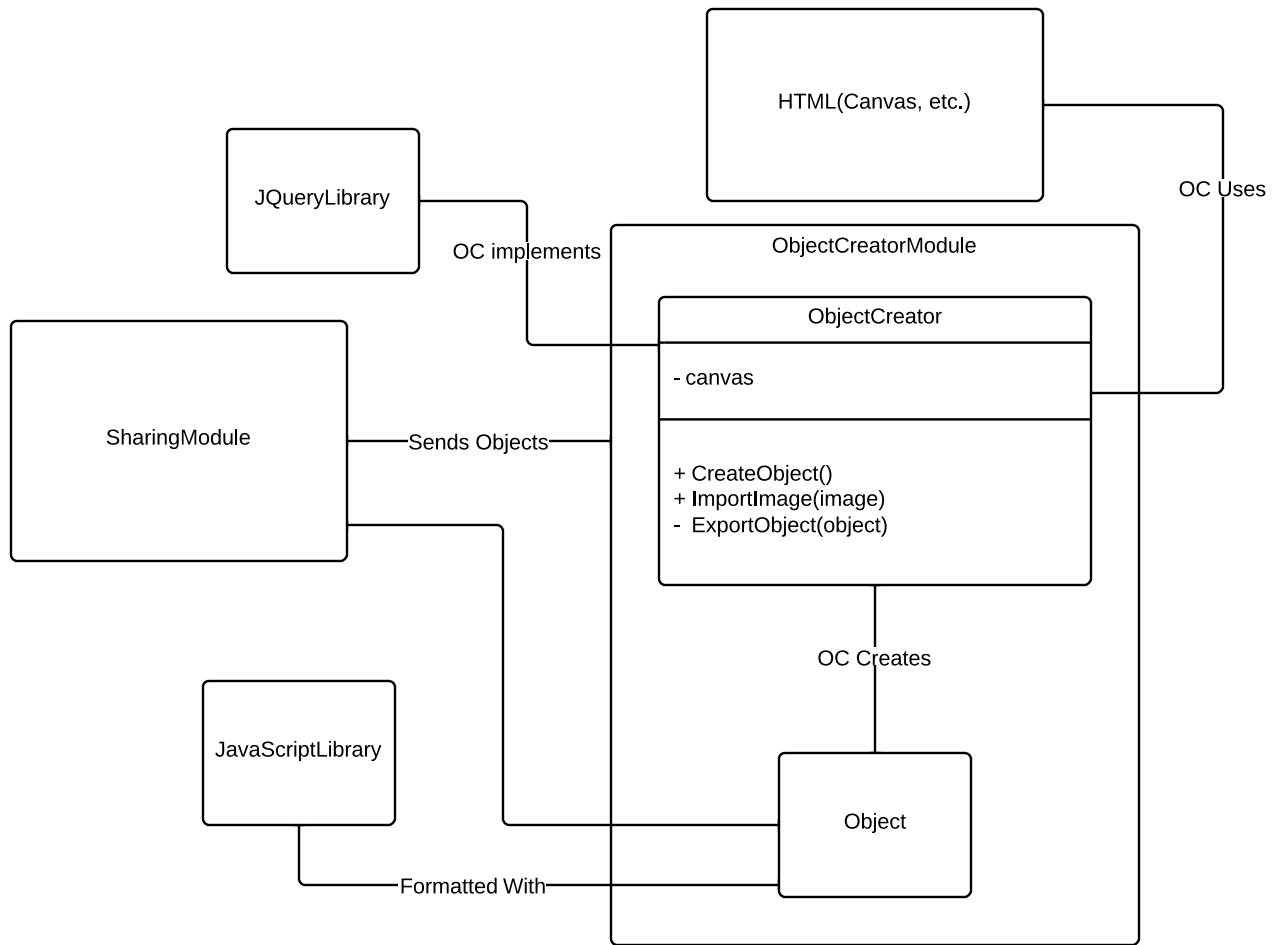 HTML(Canvas, etc.)
JQueryLibrary
OC Uses
OC implements
ObjectCreatorModule
ObjectCreator
- canvas
SharingModule
Sends Objects
+ CreateObject()
+ ImportImage(image)
- ExportObject(object)
OC Creates
JavaScriptLibrary
Object
Formatted With